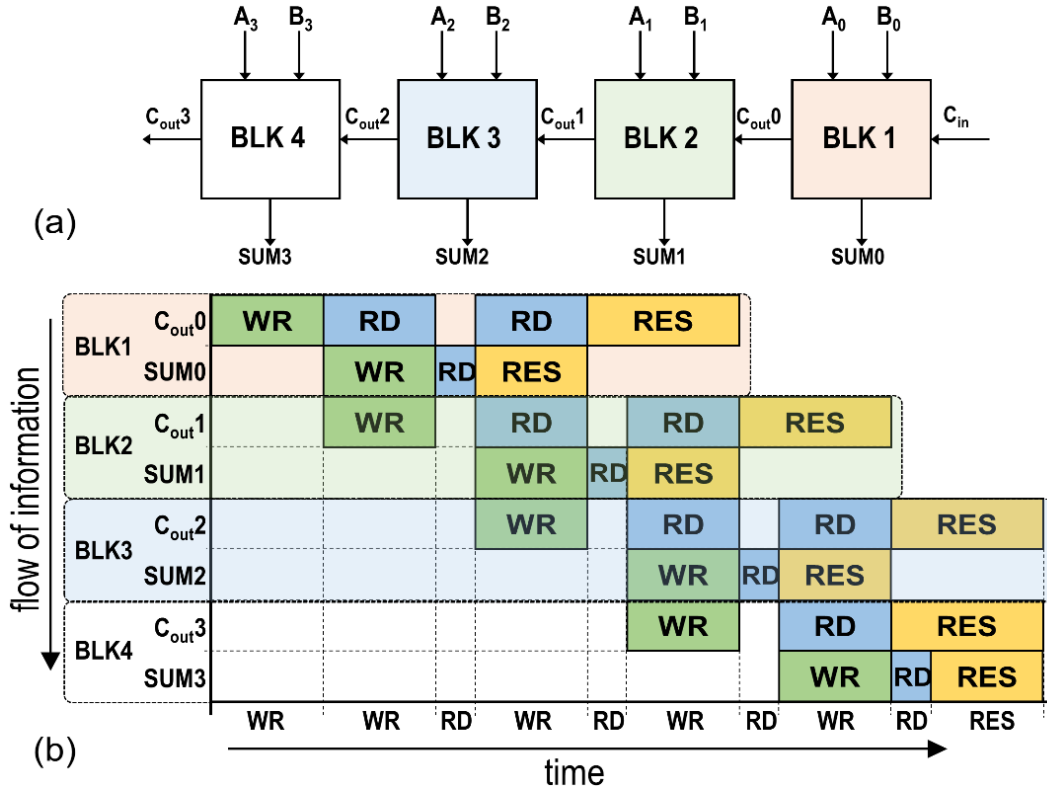 A3 B3 A2 B2 A1 B1 A0 B0
Cout3 BLK 4 Cout2 BLK 3 Cout1 BLK 2 Cout0 BLK 1 Cin
(a)
SUM3 SUM2 SUM1 SUM0
flow of information
BLK1
Cout0 WR RD RD RES
SUM0 WR RD RES
BLK2
Cout1 WR RD RD RES
SUM1 WR RD RES
BLK3
Cout2 WR RD RD RES
SUM2 WR RD RES
BLK4
Cout3 WR RD RES
SUM3 WR RD RES
WR WR RD WR RD WR RD WR RD RES
(b)
time